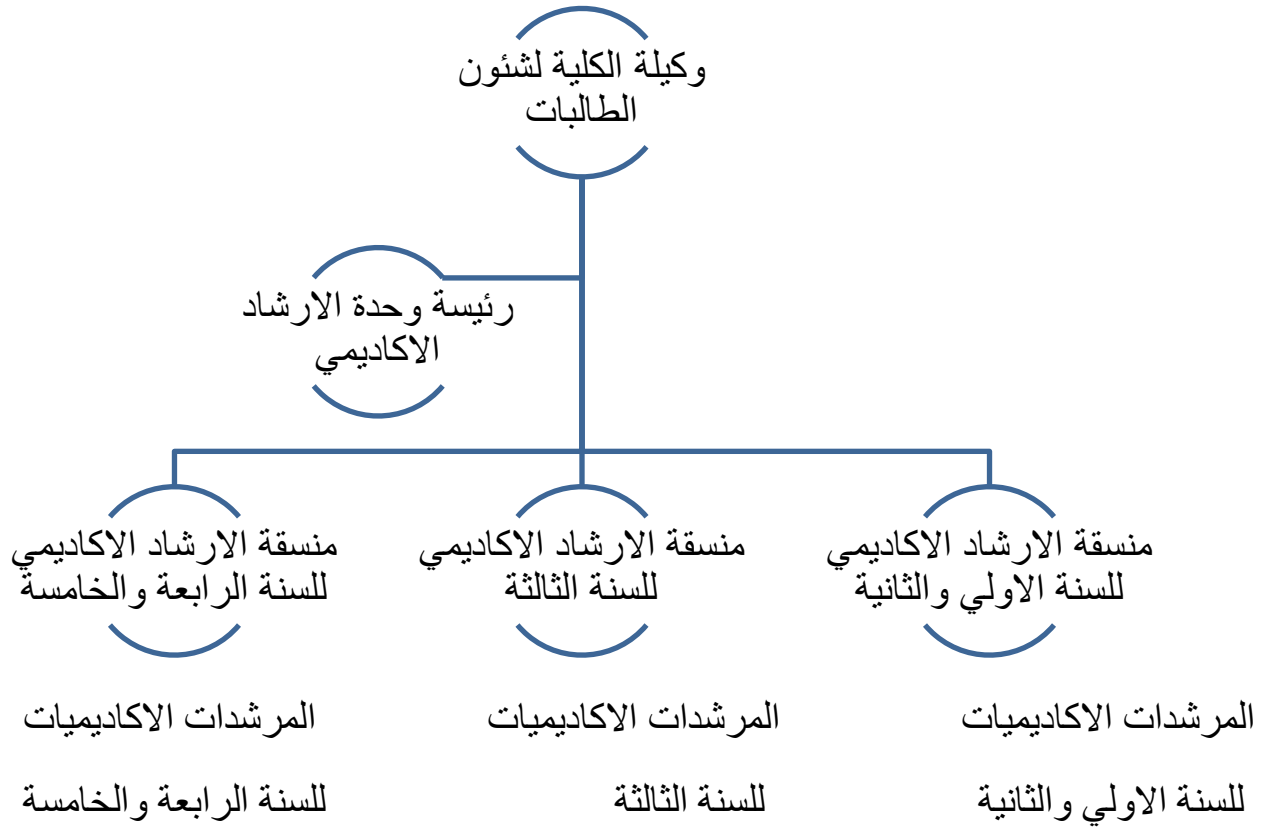 وكيلة الكلية لشئون
الطالبات
رئيسة وحدة الارشاد
الاكاديمي
منسقة الارشاد الاكاديمي
للسنة الاولي والثانية
منسقة الارشاد الاكاديمي
للسنة الثالثة
منسقة الارشاد الاكاديمي
للسنة الرابعة والخامسة
المرشدات الاكاديميات
للسنة الاولي والثانية
المرشدات الاكاديميات
للسنة الثالثة
المرشدات الاكاديميات
للسنة الرابعة والخامسة